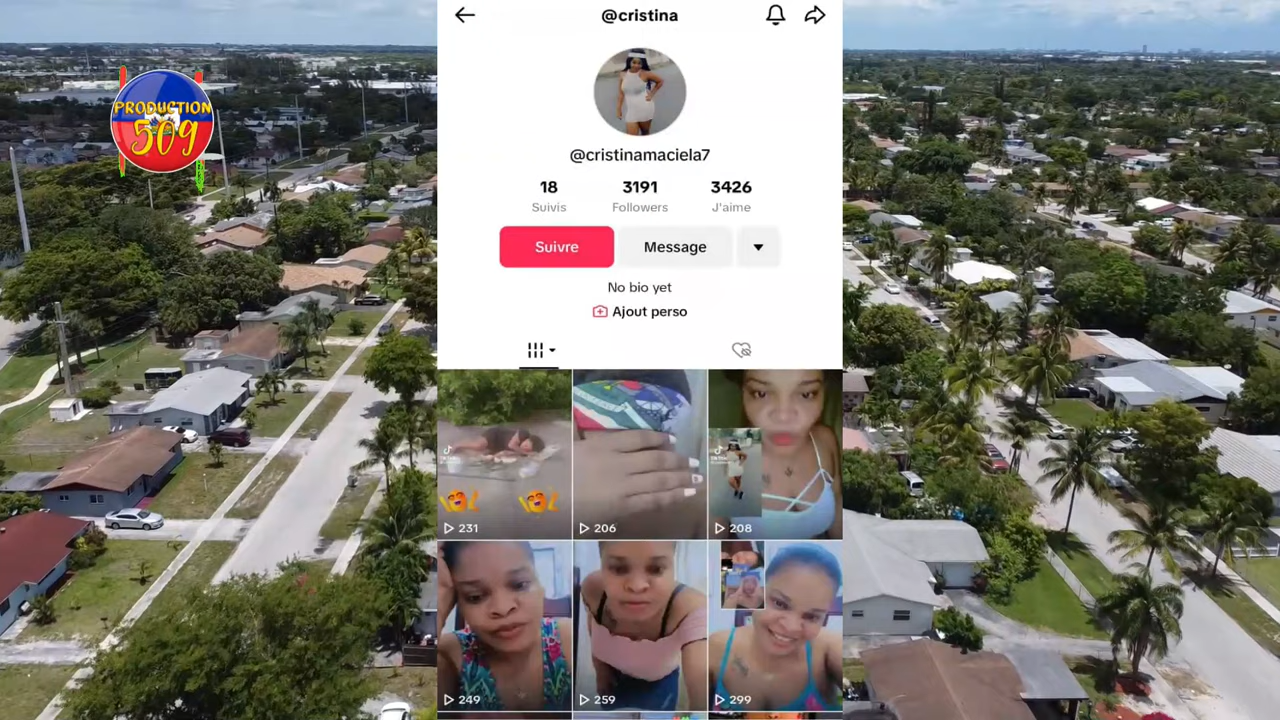 @cristina
PRODUCTION
509
@cristinamaciela7
18
3191
3426
Suivis
Followers
J'aime
Suivre
Message
No bio yet
Ajout perso
231
206
208
249
259
299